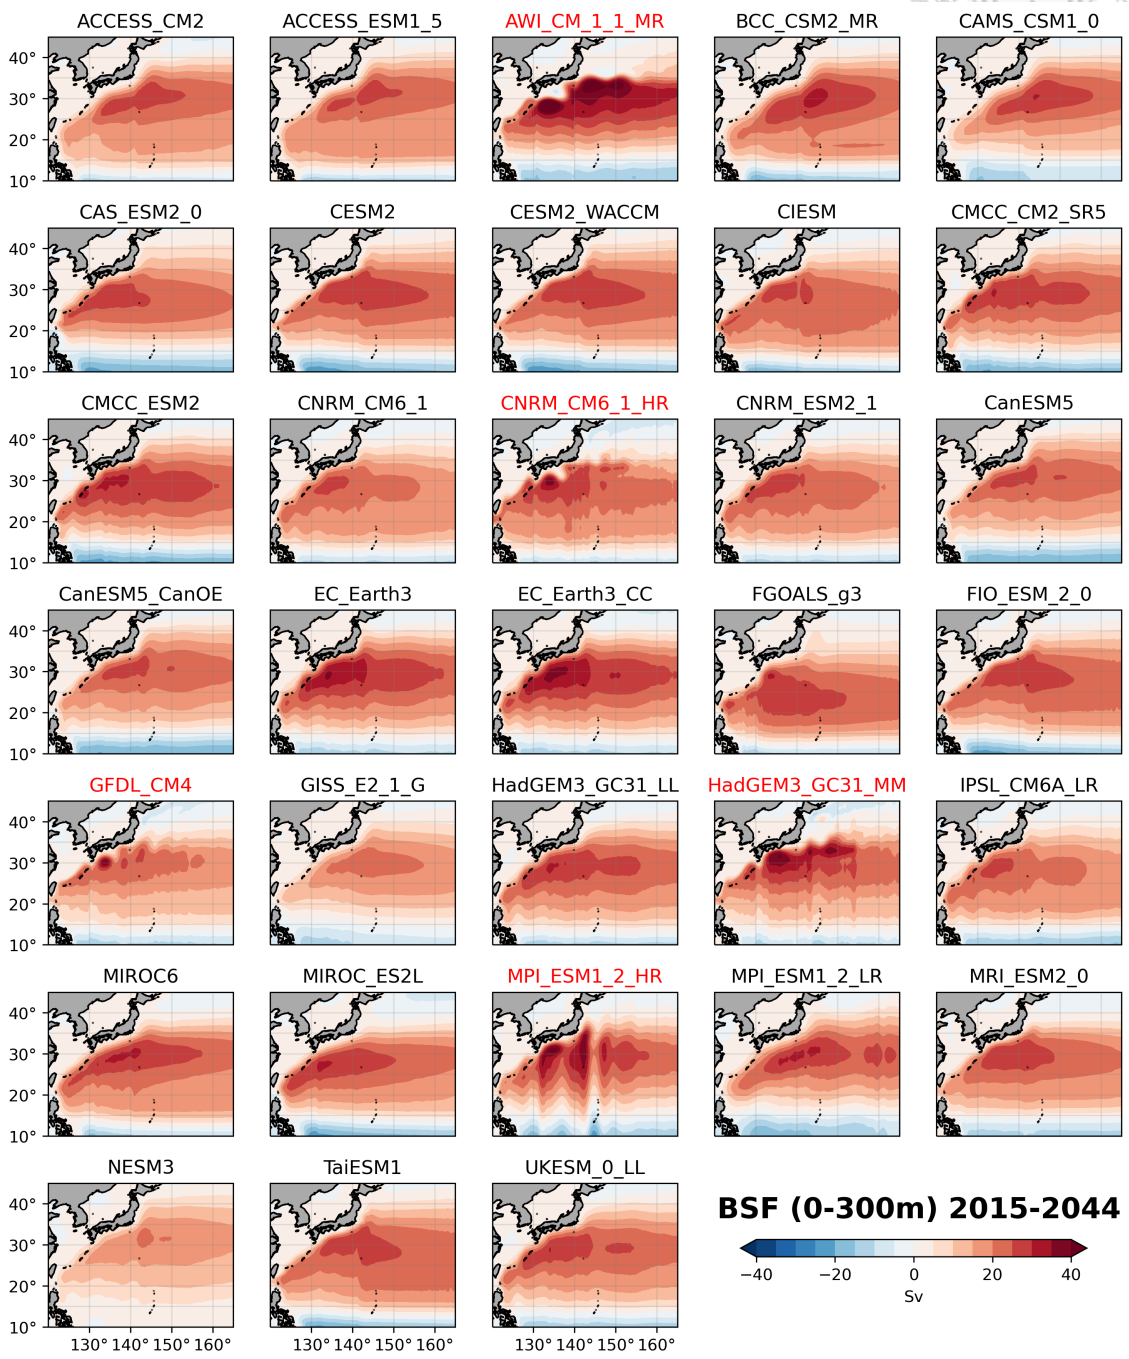 ACCESS_CM2 ACCESS_ESM1_5 AWI_CM_1_1_MR BCC_CSM2_MR CAMS_CSM1_0
40°
30°
20°
10°
CAS_ESM2_0 CESM2 CESM2_WACCM CIESM CMCC_CM2_SR5
40°
30°
20°
10°
CMCC_ESM2 CNRM_CM6_1 CNRM_CM6_1_HR CNRM_ESM2_1 CanESM5
40°
30°
20°
10°
CanESM5_CanOE EC_Earth3 EC_Earth3_CC FGOALS_g3 FIO_ESM_2_0
40°
30°
20°
10°
GFDL_CM4 GISS_E2_1_G HadGEM3_GC31_LL HadGEM3_GC31_MM IPSL_CM6A_LR
40°
30°
20°
10°
MIROC6 MIROC_ES2L MPI_ESM1_2_HR MPI_ESM1_2_LR MRI_ESM2_0
40°
30°
20°
10°
NESM3 TaiESM1 UKESM_0_LL
40°
30°
20°
10°
130° 140° 150° 160° 130° 140° 150° 160° 130° 140° 150° 160°
BSF (0-300m) 2015-2044
−40 −20 0 20 40
Sv